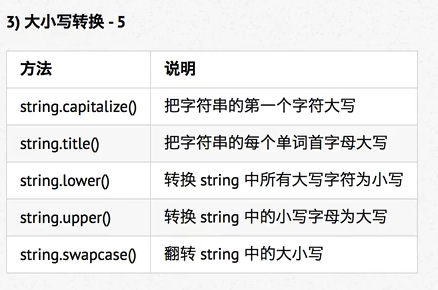 3) 大小写转换 - 5
方法 说明
string.capitalize() 把字符串的第一个字符大写
string.title() 把字符串的每个单词首字母大写
string.lower() 转换 string 中所有大写字符为小写
string.upper() 转换 string 中的小写字母为大写
string.swapcase() 翻转 string 中的大小写